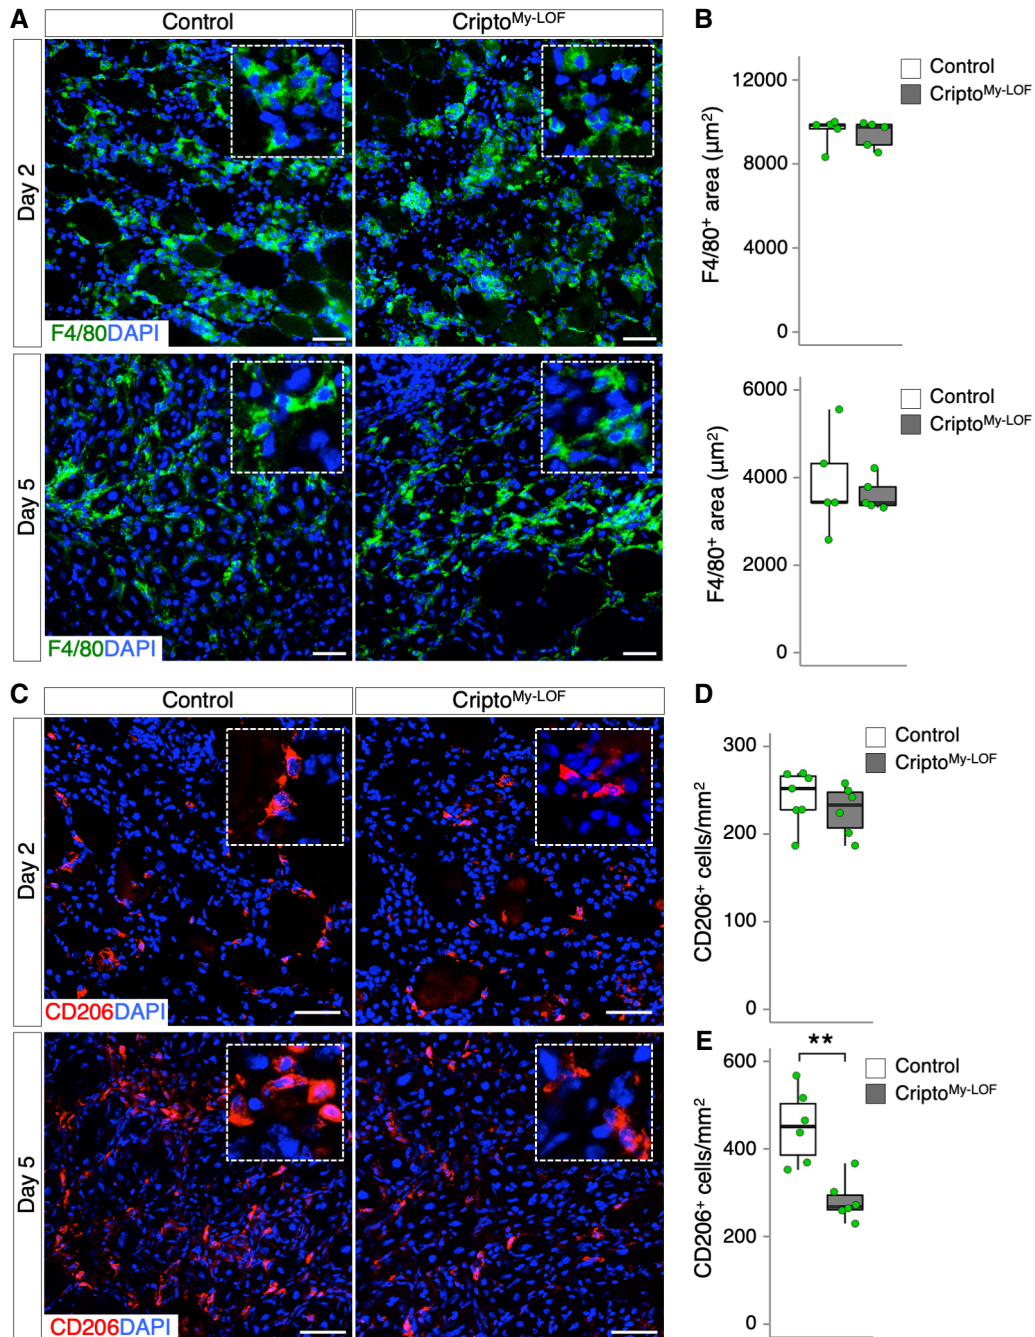 A
Control
Cripto^My-LOF
Day 2
F4/80DAPI
Day 5
F4/80DAPI
B
F4/80⁺ area (µm²)
12000
8000
4000
0
Control
Cripto^My-LOF
F4/80⁺ area (µm²)
6000
4000
2000
0
Control
Cripto^My-LOF
C
Control
Cripto^My-LOF
Day 2
CD206DAPI
Day 5
CD206DAPI
D
CD206⁺ cells/mm²
300
200
100
0
Control
Cripto^My-LOF
E
**
CD206⁺ cells/mm²
600
400
200
0
Control
Cripto^My-LOF